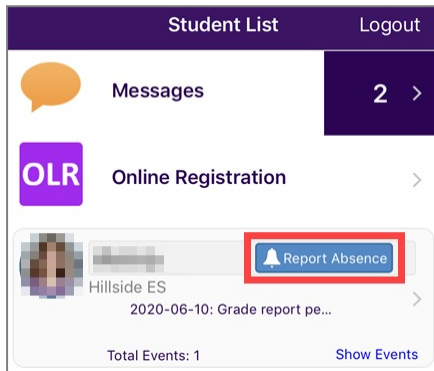 Student List Logout
Messages 2
OLR Online Registration
Report Absence
Hillside ES
2020-06-10: Grade report pe...
Total Events: 1 Show Events